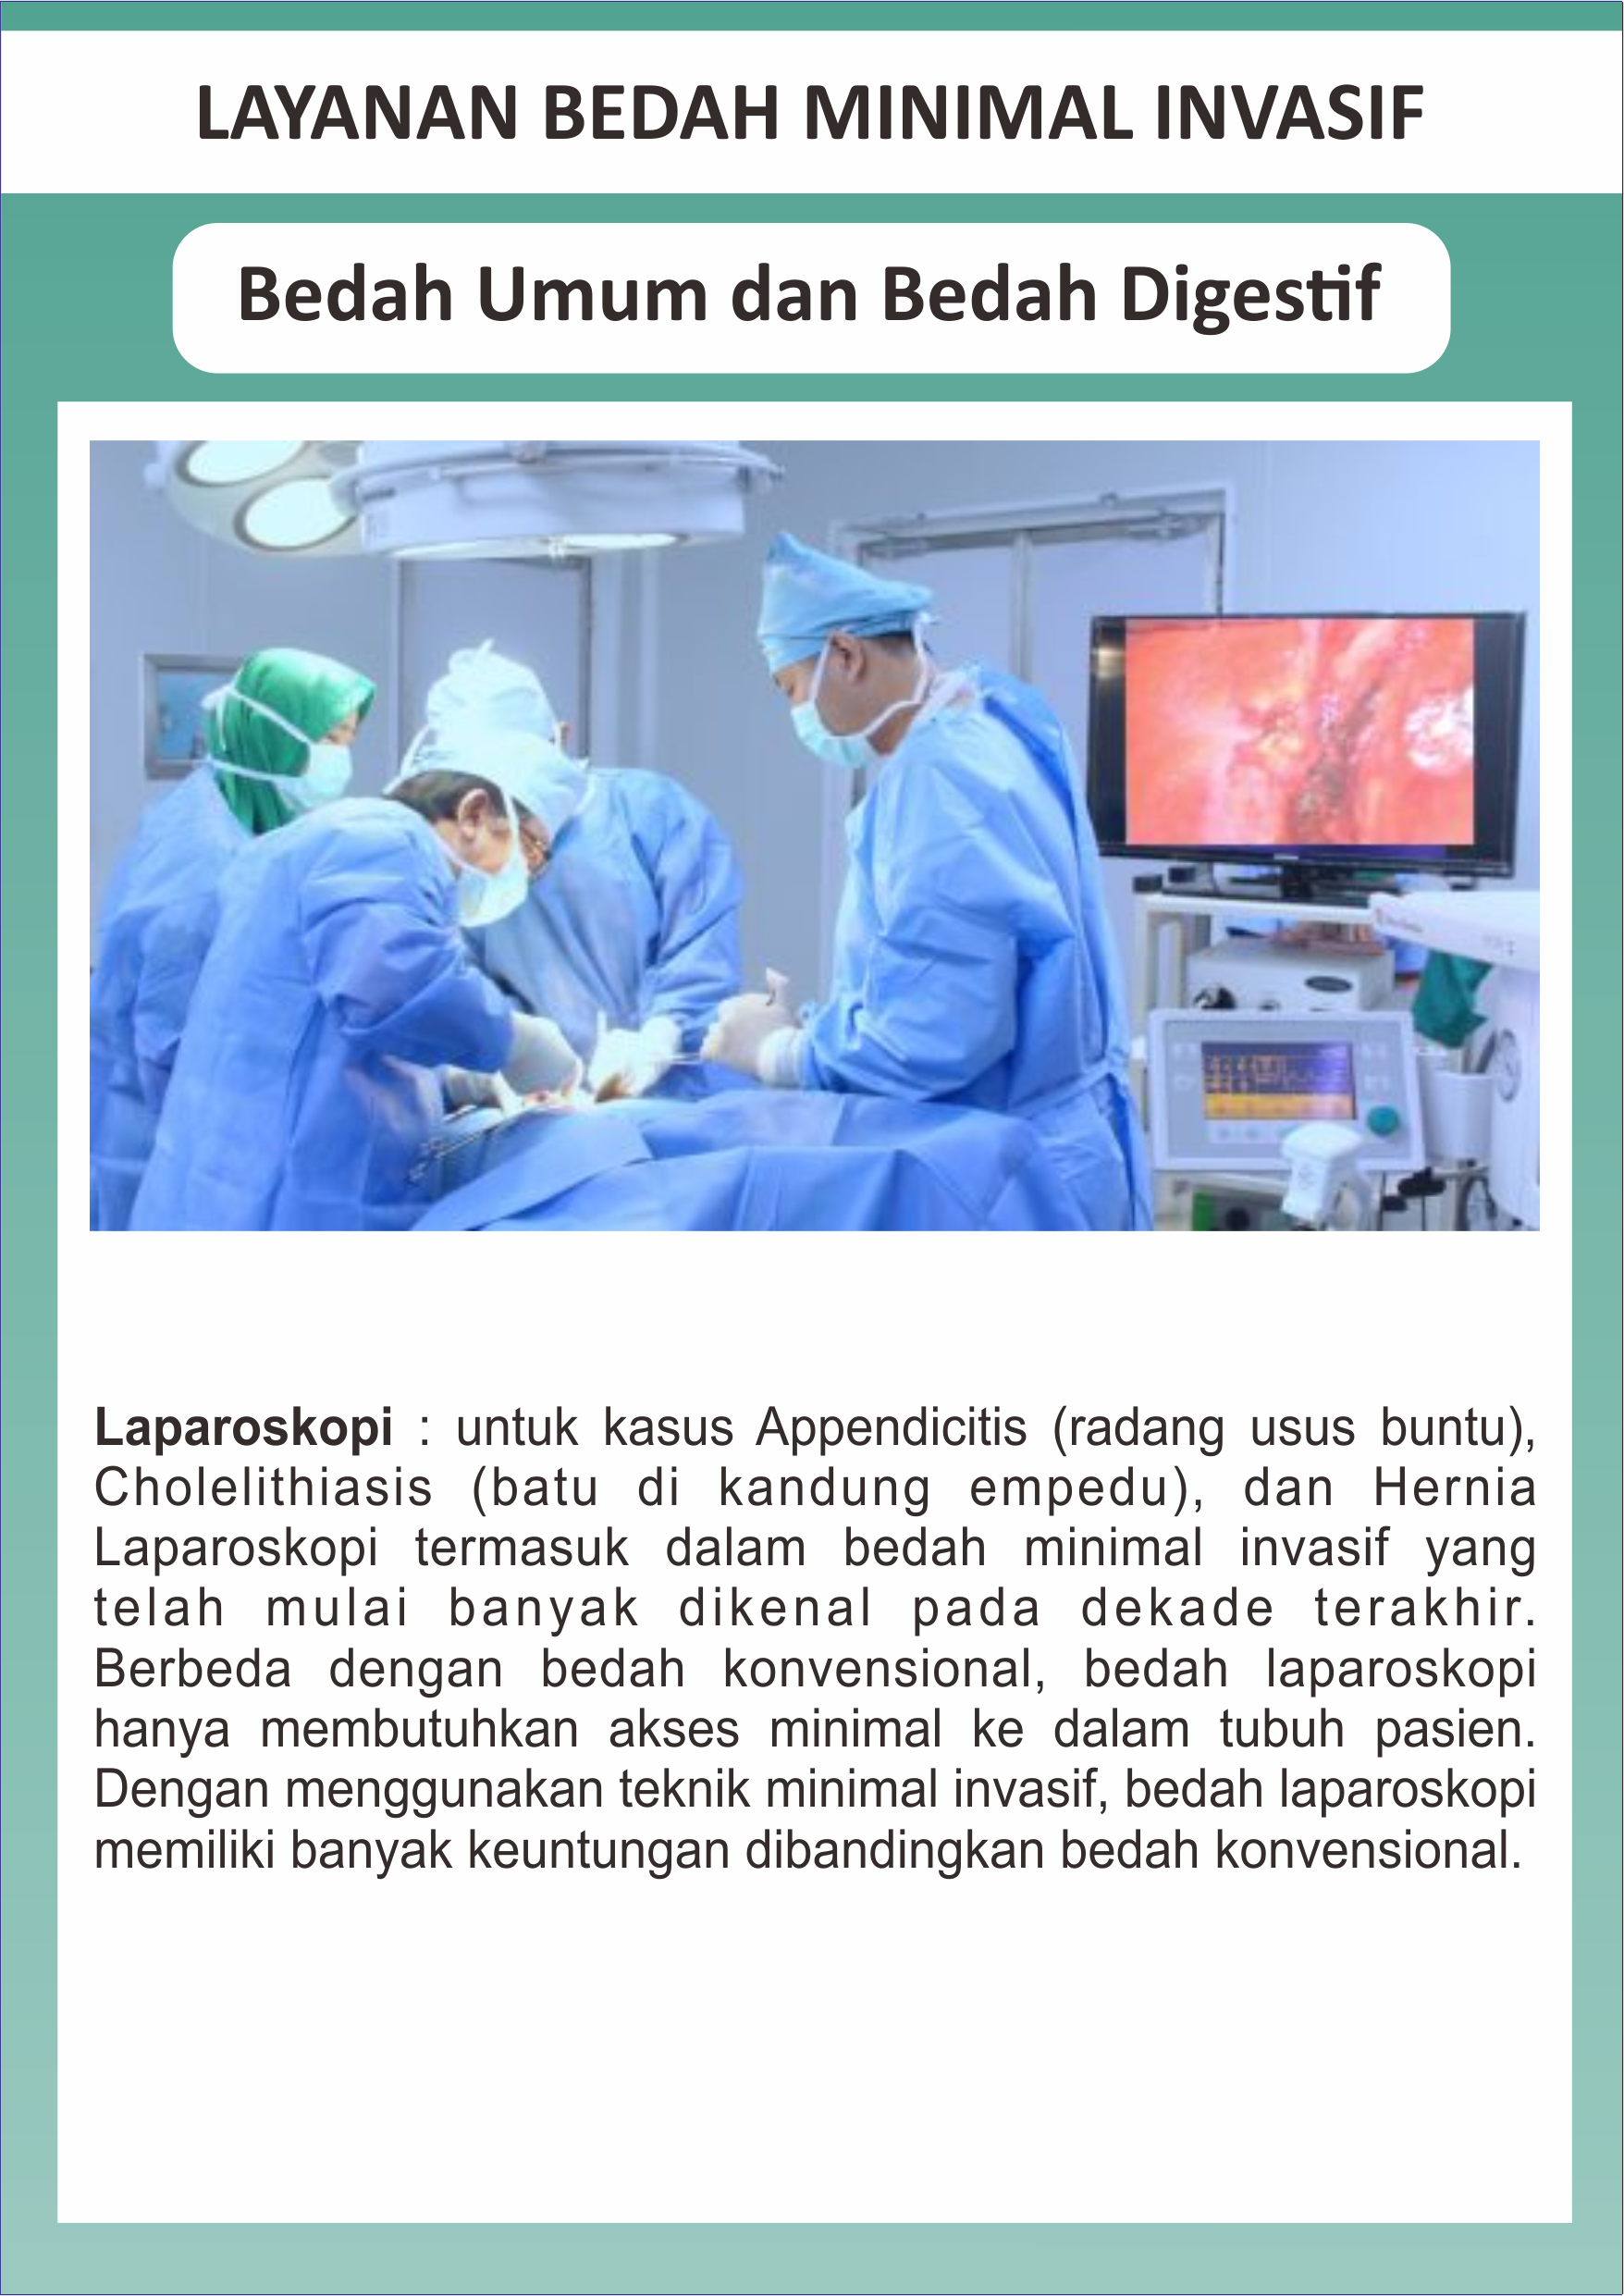 LAYANAN BEDAH MINIMAL INVASIF
Bedah Umum dan Bedah Digestif
Laparoskopi : untuk kasus Appendicitis (radang usus buntu),
Cholelithiasis (batu di kandung empedu), dan Hernia
Laparoskopi termasuk dalam bedah minimal invasif yang
telah mulai banyak dikenal pada dekade terakhir.
Berbeda dengan bedah konvensional, bedah laparoskopi
hanya membutuhkan akses minimal ke dalam tubuh pasien.
Dengan menggunakan teknik minimal invasif, bedah laparoskopi
memiliki banyak keuntungan dibandingkan bedah konvensional.